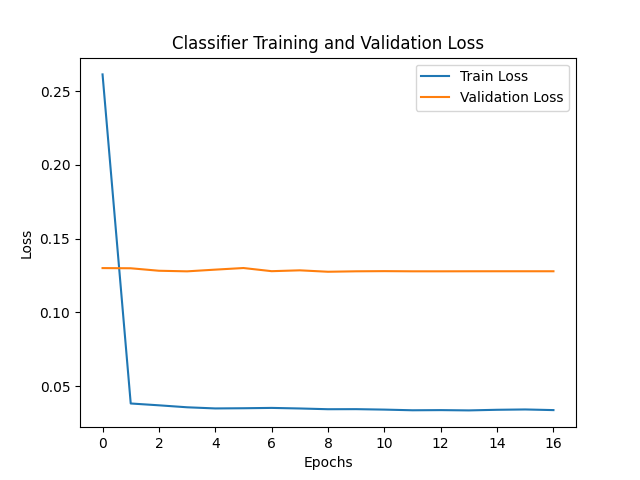 Classifier Training and Validation Loss
Train Loss
Validation Loss
0.25
0.20
0.15
0.10
0.05
Loss
0 2 4 6 8 10 12 14 16
Epochs